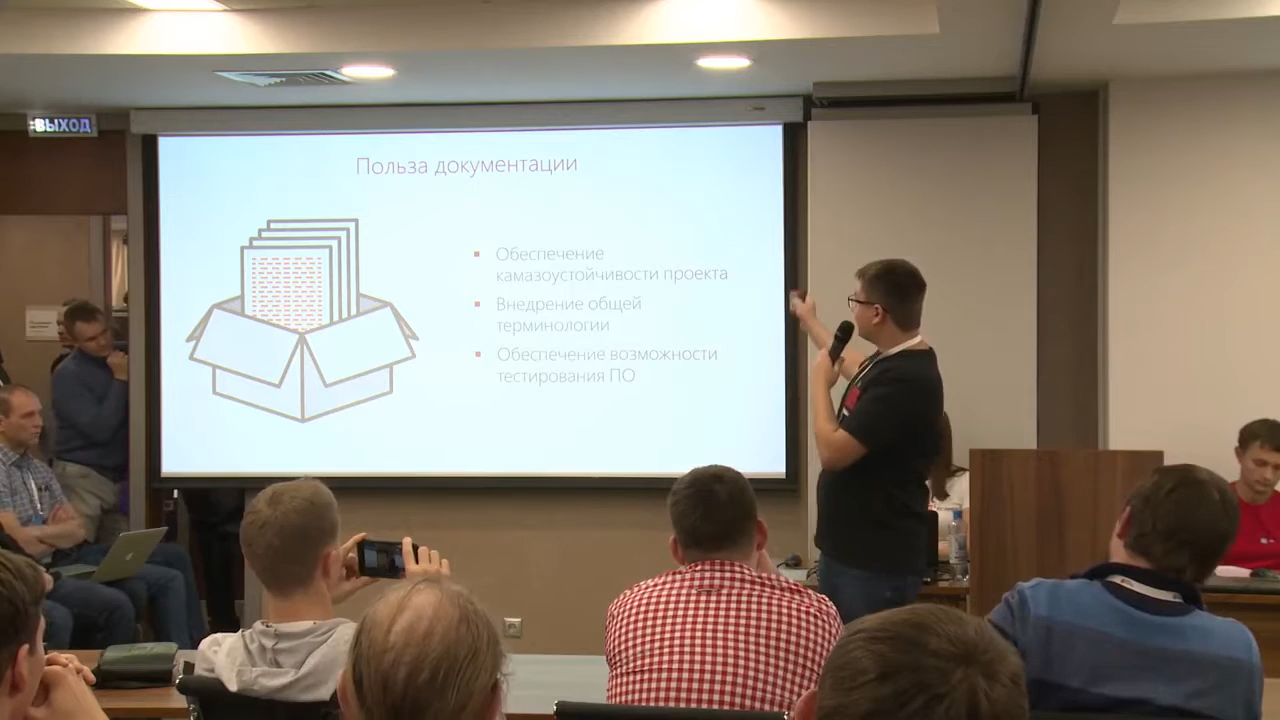 ВЫХОД
Польза документации
Обеспечение
камазоустойчивости проекта
Внедрение общей
терминологии
Обеспечение возможности
тестирования ПО